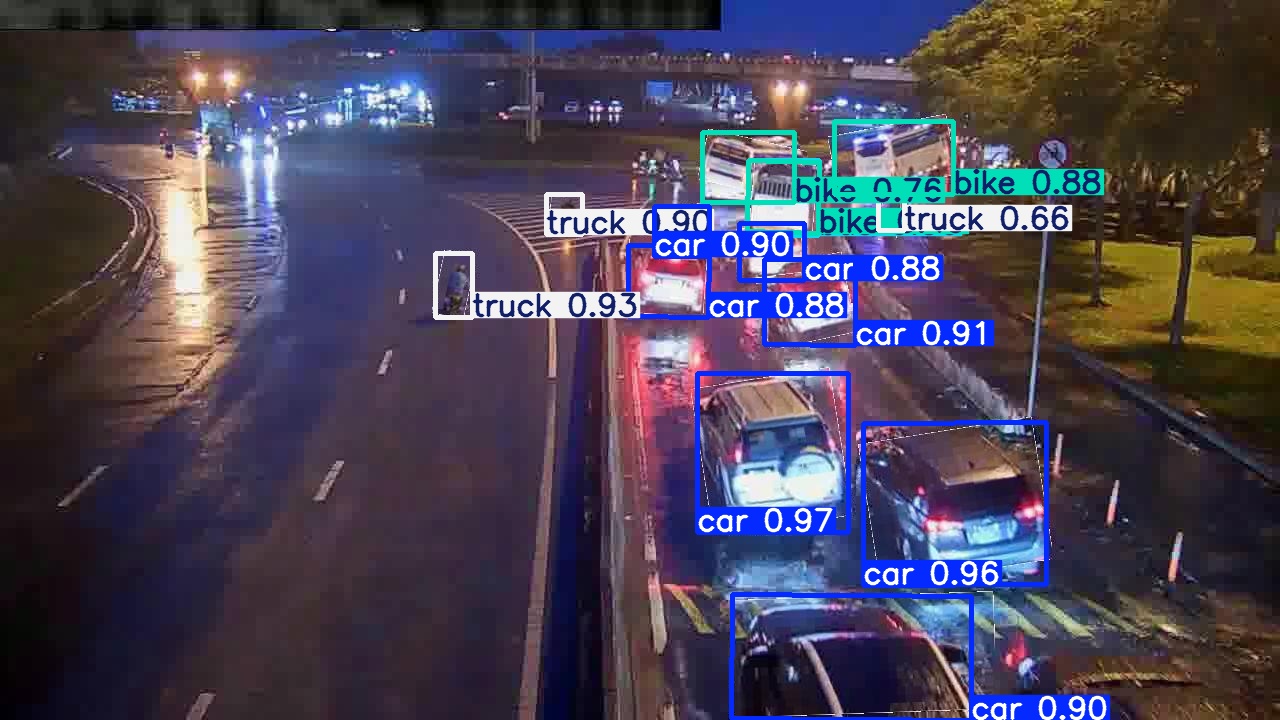 bike 0.76
bike 0.88
truck 0.90
bike
truck 0.66
car 0.90
car 0.88
truck 0.93
car 0.88
car 0.91
car 0.97
car 0.96
car 0.90